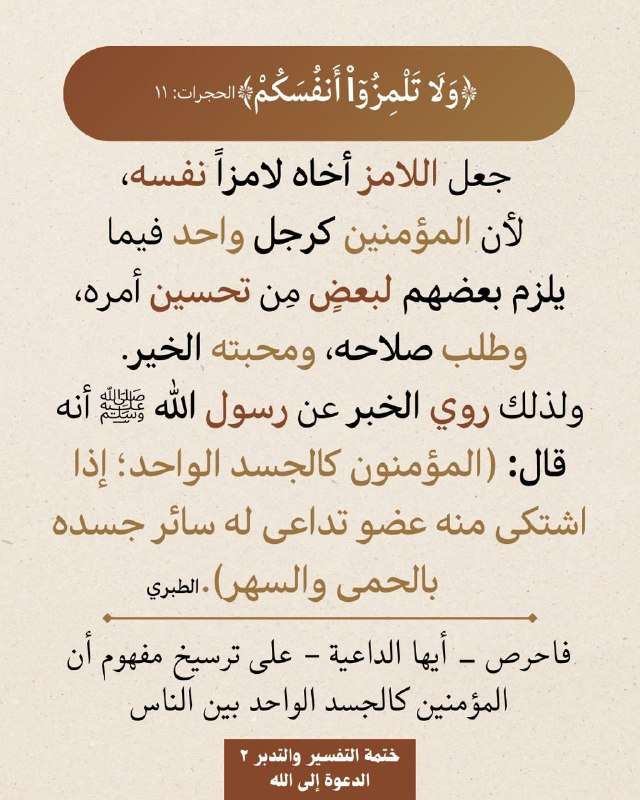 ﴿وَلَا تَلْمِزُوٓا۟ أَنفُسَكُمْ﴾ الحجرات: ١١
جعل اللامز أخاه لامزاً نفسه،
لأن المؤمنين كرجل واحد فيما
يلزم بعضهم لبعضٍ مِن تحسين أمره،
وطلب صلاحه، ومحبته الخير.
ولذلك روي الخبر عن رسول الله ﷺ أنه
قال: (المؤمنون كالجسد الواحد؛ إذا
اشتكى منه عضو تداعى له سائر جسده
بالحمى والسهر). الطبري
فاحرص – أيها الداعية – على ترسيخ مفهوم أن
المؤمنين كالجسد الواحد بين الناس
ختمة التفسير والتدبر ٢
الدعوة إلى الله